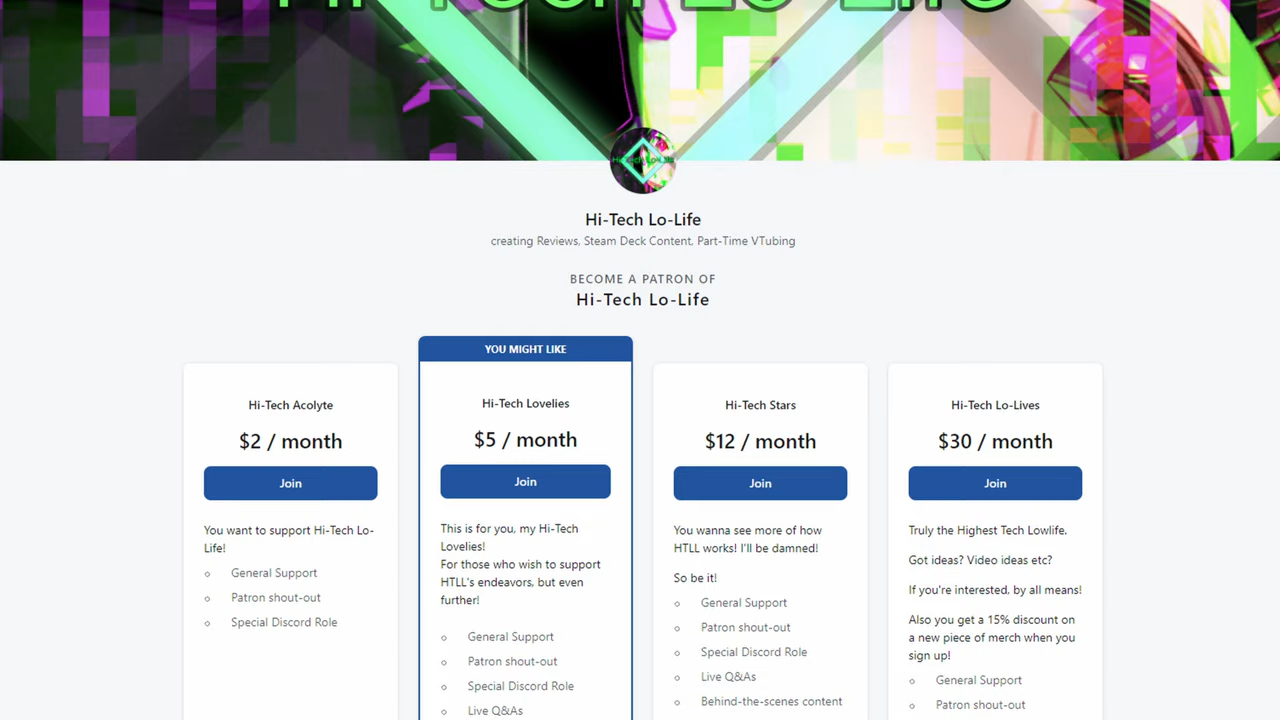 Hi-Tech Lo-Life
Hi-Tech Lo-Life
Hi-Tech Lo-Life
creating Reviews, Steam Deck Content, Part-Time VTubing
BECOME A PATRON OF
Hi-Tech Lo-Life
Hi-Tech Acolyte
$2 / month
Join
You want to support Hi-Tech Lo-
Life!
General Support
Patron shout-out
Special Discord Role
YOU MIGHT LIKE
Hi-Tech Lovelies
$5 / month
Join
This is for you, my Hi-Tech
Lovelies!
For those who wish to support
HTLL's endeavors, but even
further!
General Support
Patron shout-out
Special Discord Role
Live Q&As
Hi-Tech Stars
$12 / month
Join
You wanna see more of how
HTLL works! I'll be damned!
So be it!
General Support
Patron shout-out
Special Discord Role
Live Q&As
Behind-the-scenes content
Hi-Tech Lo-Lives
$30 / month
Join
Truly the Highest Tech Lowlife.
Got ideas? Video ideas etc?
If you're interested, by all means!
Also you get a 15% discount on
a new piece of merch when you
sign up!
General Support
Patron shout-out